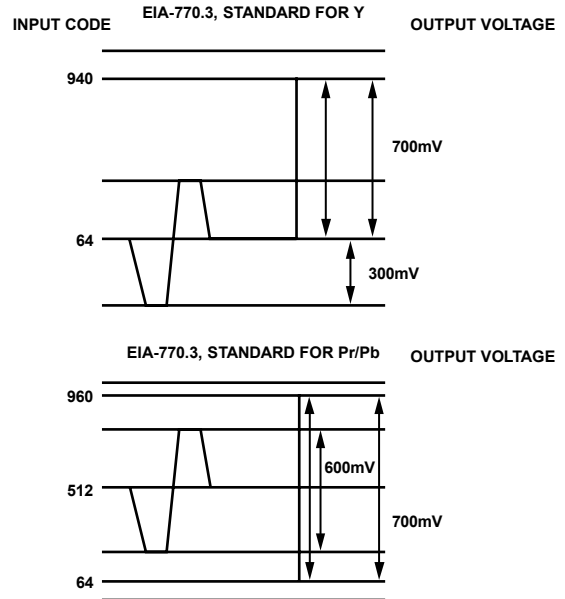 EIA-770.3, STANDARD FOR Y
INPUT CODE
OUTPUT VOLTAGE
940
700mV
64
300mV
EIA-770.3, STANDARD FOR Pr/Pb
OUTPUT VOLTAGE
960
600mV
512
700mV
64